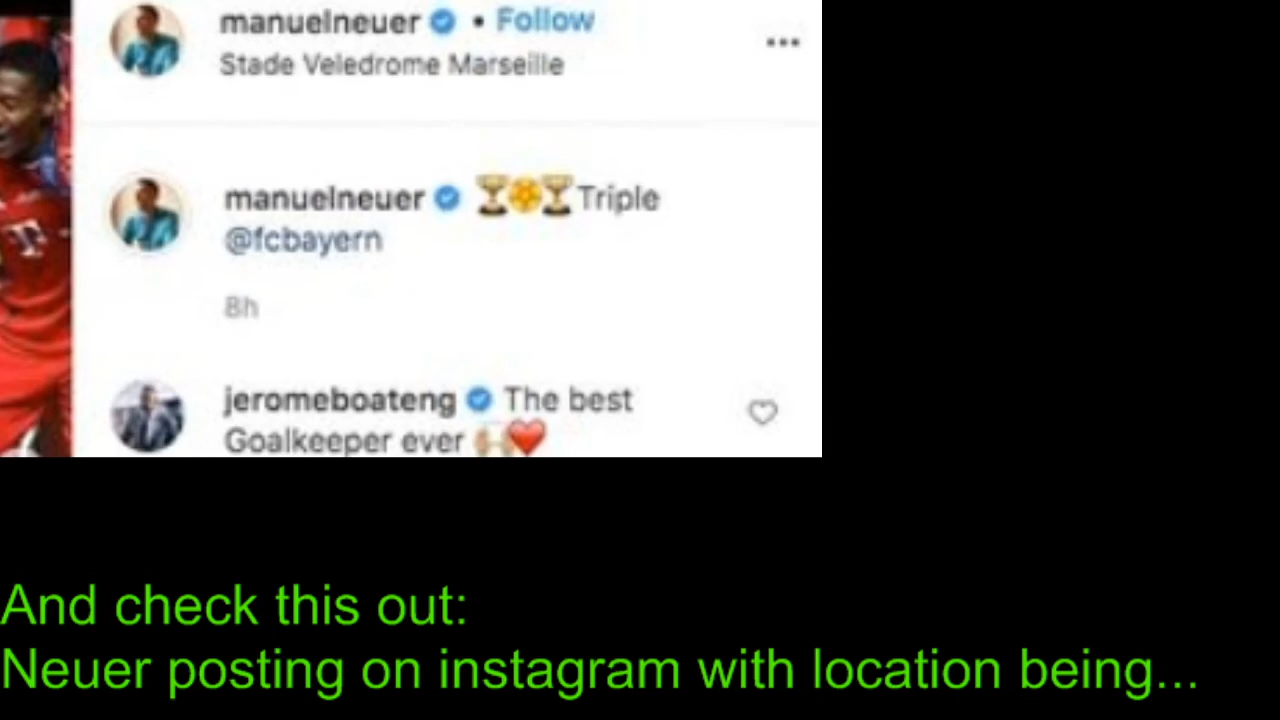 manuelneuer • Follow
Stade Veledrome Marseille
manuelneuer 🏆⚽🏆Triple
@fcbayern
8h
jeromeboateng The best
Goalkeeper ever 🙌🏼❤️
T
And check this out:
Neuer posting on instagram with location being...